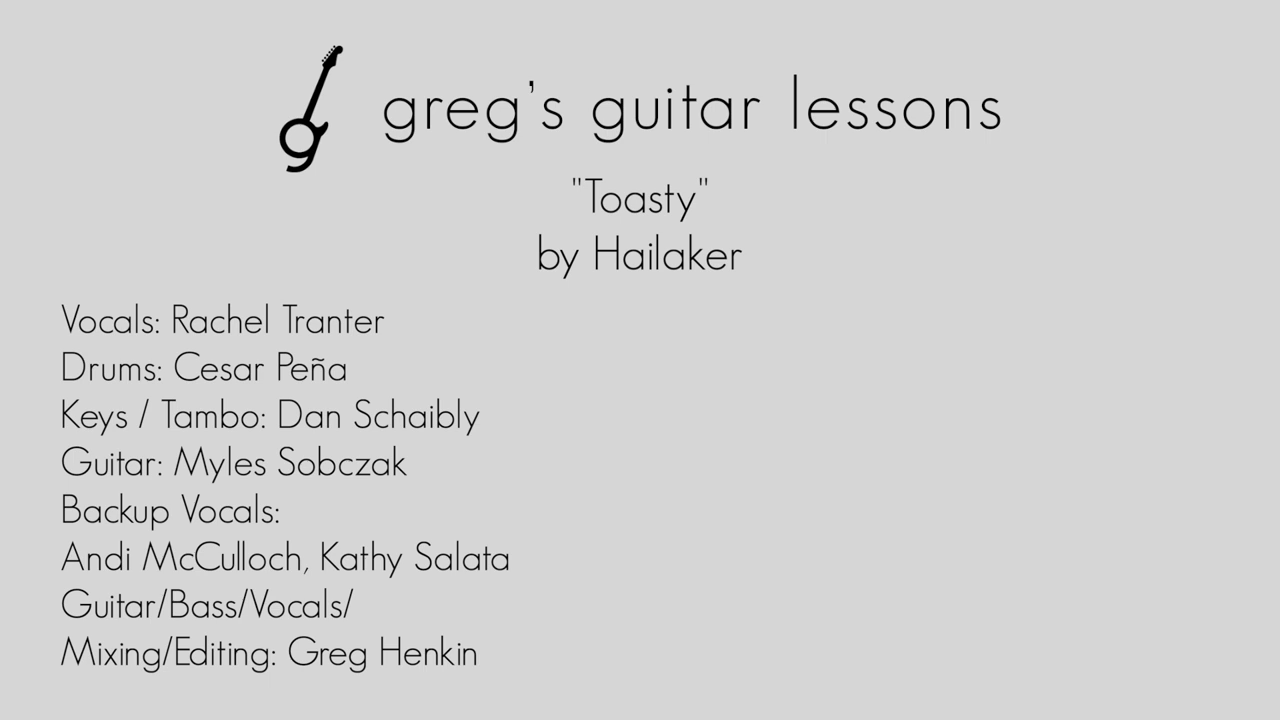 greg's guitar lessons
"Toasty"
by Hailaker
Vocals: Rachel Tranter
Drums: Cesar Peña
Keys / Tambo: Dan Schaibly
Guitar: Myles Sobczak
Backup Vocals:
Andi McCulloch, Kathy Salata
Guitar/Bass/Vocals/
Mixing/Editing: Greg Henkin